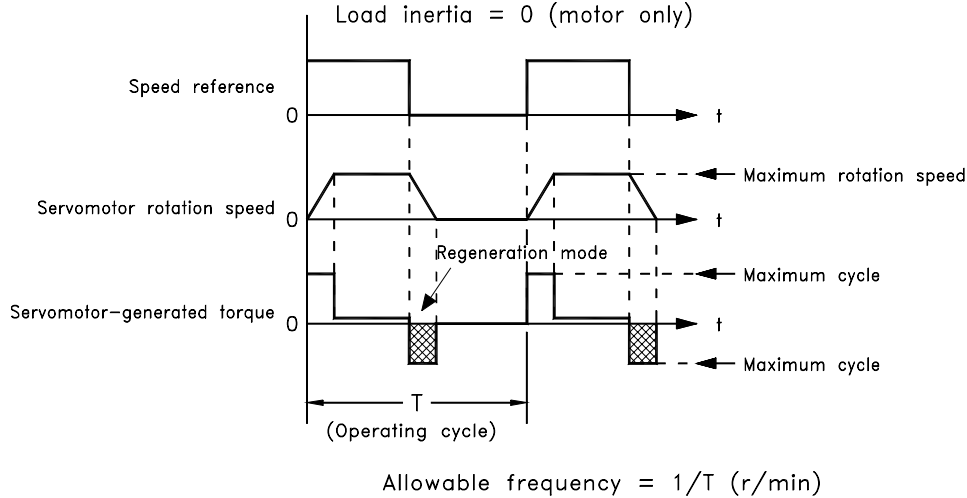 Load inertia = 0 (motor only)
Speed reference
0
t
Maximum rotation speed
Servomotor rotation speed
0
t
Regeneration mode
Maximum cycle
Servomotor-generated torque
0
t
Maximum cycle
T
(Operating cycle)
Allowable frequency = 1/T (r/min)